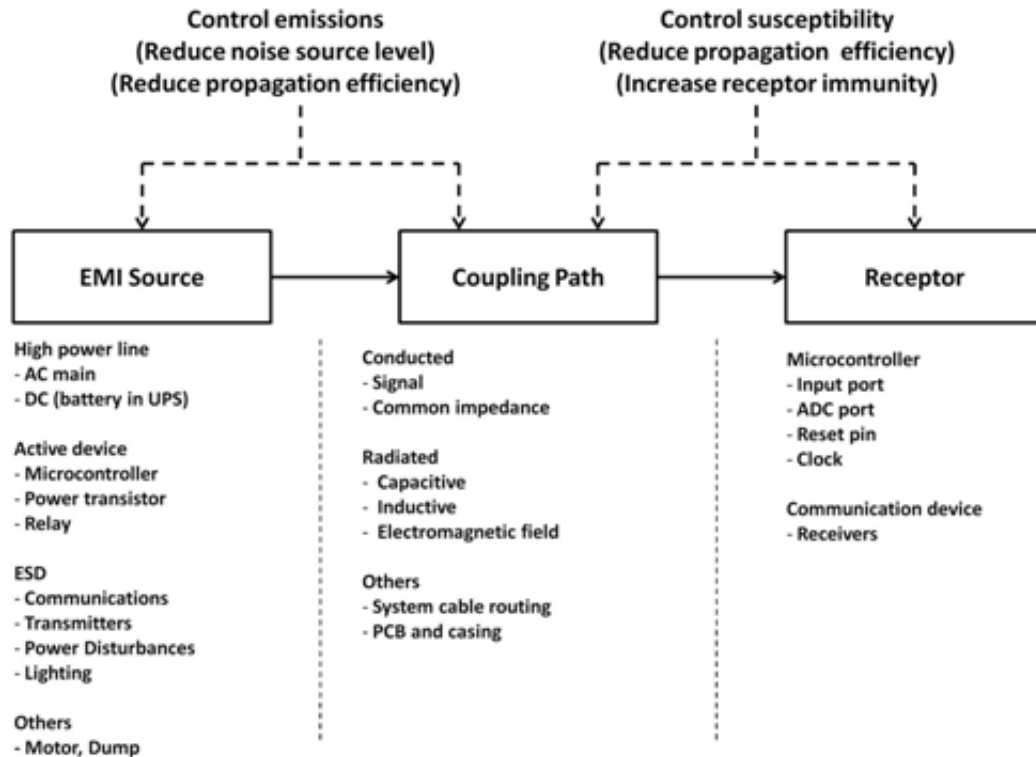 Control emissions
(Reduce noise source level)
(Reduce propagation efficiency)
Control susceptibility
(Reduce propagation efficiency)
(Increase receptor immunity)
EMI Source
Coupling Path
Receptor
High power line
- AC main
- DC (battery in UPS)
Active device
- Microcontroller
- Power transistor
- Relay
ESD
- Communications
- Transmitters
- Power Disturbances
- Lighting
Others
- Motor, Dump
Conducted
- Signal
- Common impedance
Radiated
- Capacitive
- Inductive
- Electromagnetic field
Others
- System cable routing
- PCB and casing
Microcontroller
- Input port
- ADC port
- Reset pin
- Clock
Communication device
- Receivers